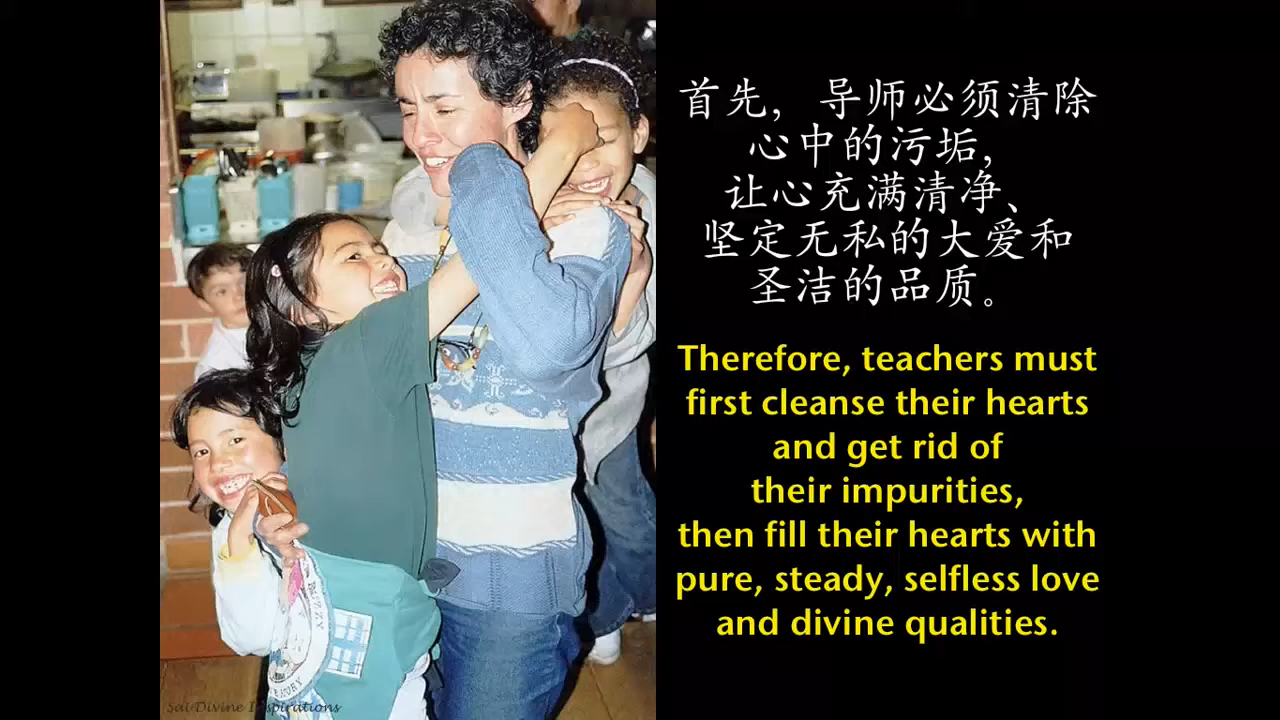 首先，导师必须清除
心中的污垢，
让心充满清净、
坚定无私的大爱和
圣洁的品质。
Therefore, teachers must
first cleanse their hearts
and get rid of
their impurities,
then fill their hearts with
pure, steady, selfless love
and divine qualities.
Sai Divine Inspirations